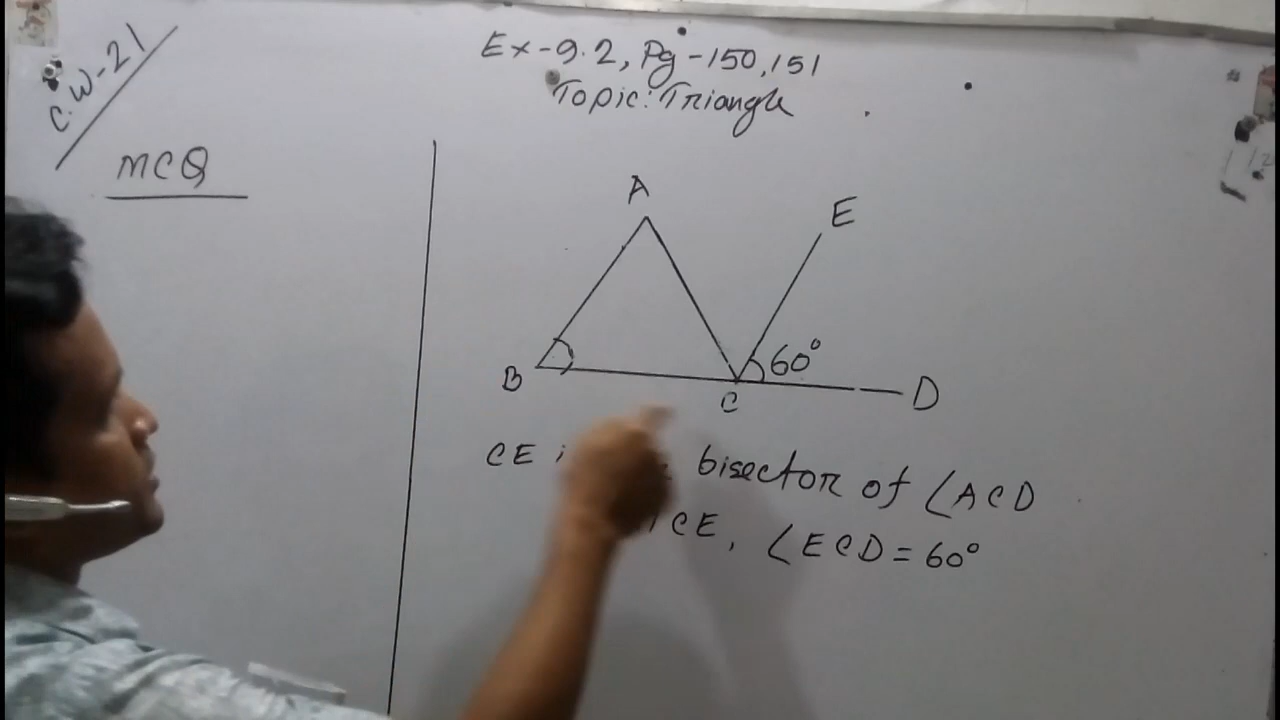 C.W-21
Ex-9.2, Pg-150,151
Topic: Triangle
MCQ
A
E
B
60°
C
D
CE bisector of ∠ACD
CE, ∠ECD = 60°